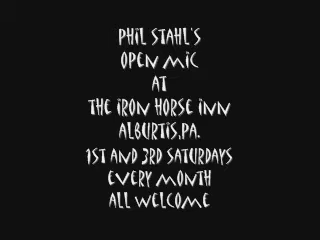 PHIL STAHL'S
OPEN MIC
AT
THE IRON HORSE INN
ALBURTIS,PA.
1ST AND 3RD SATURDAYS
EVERY MONTH
ALL WELCOME